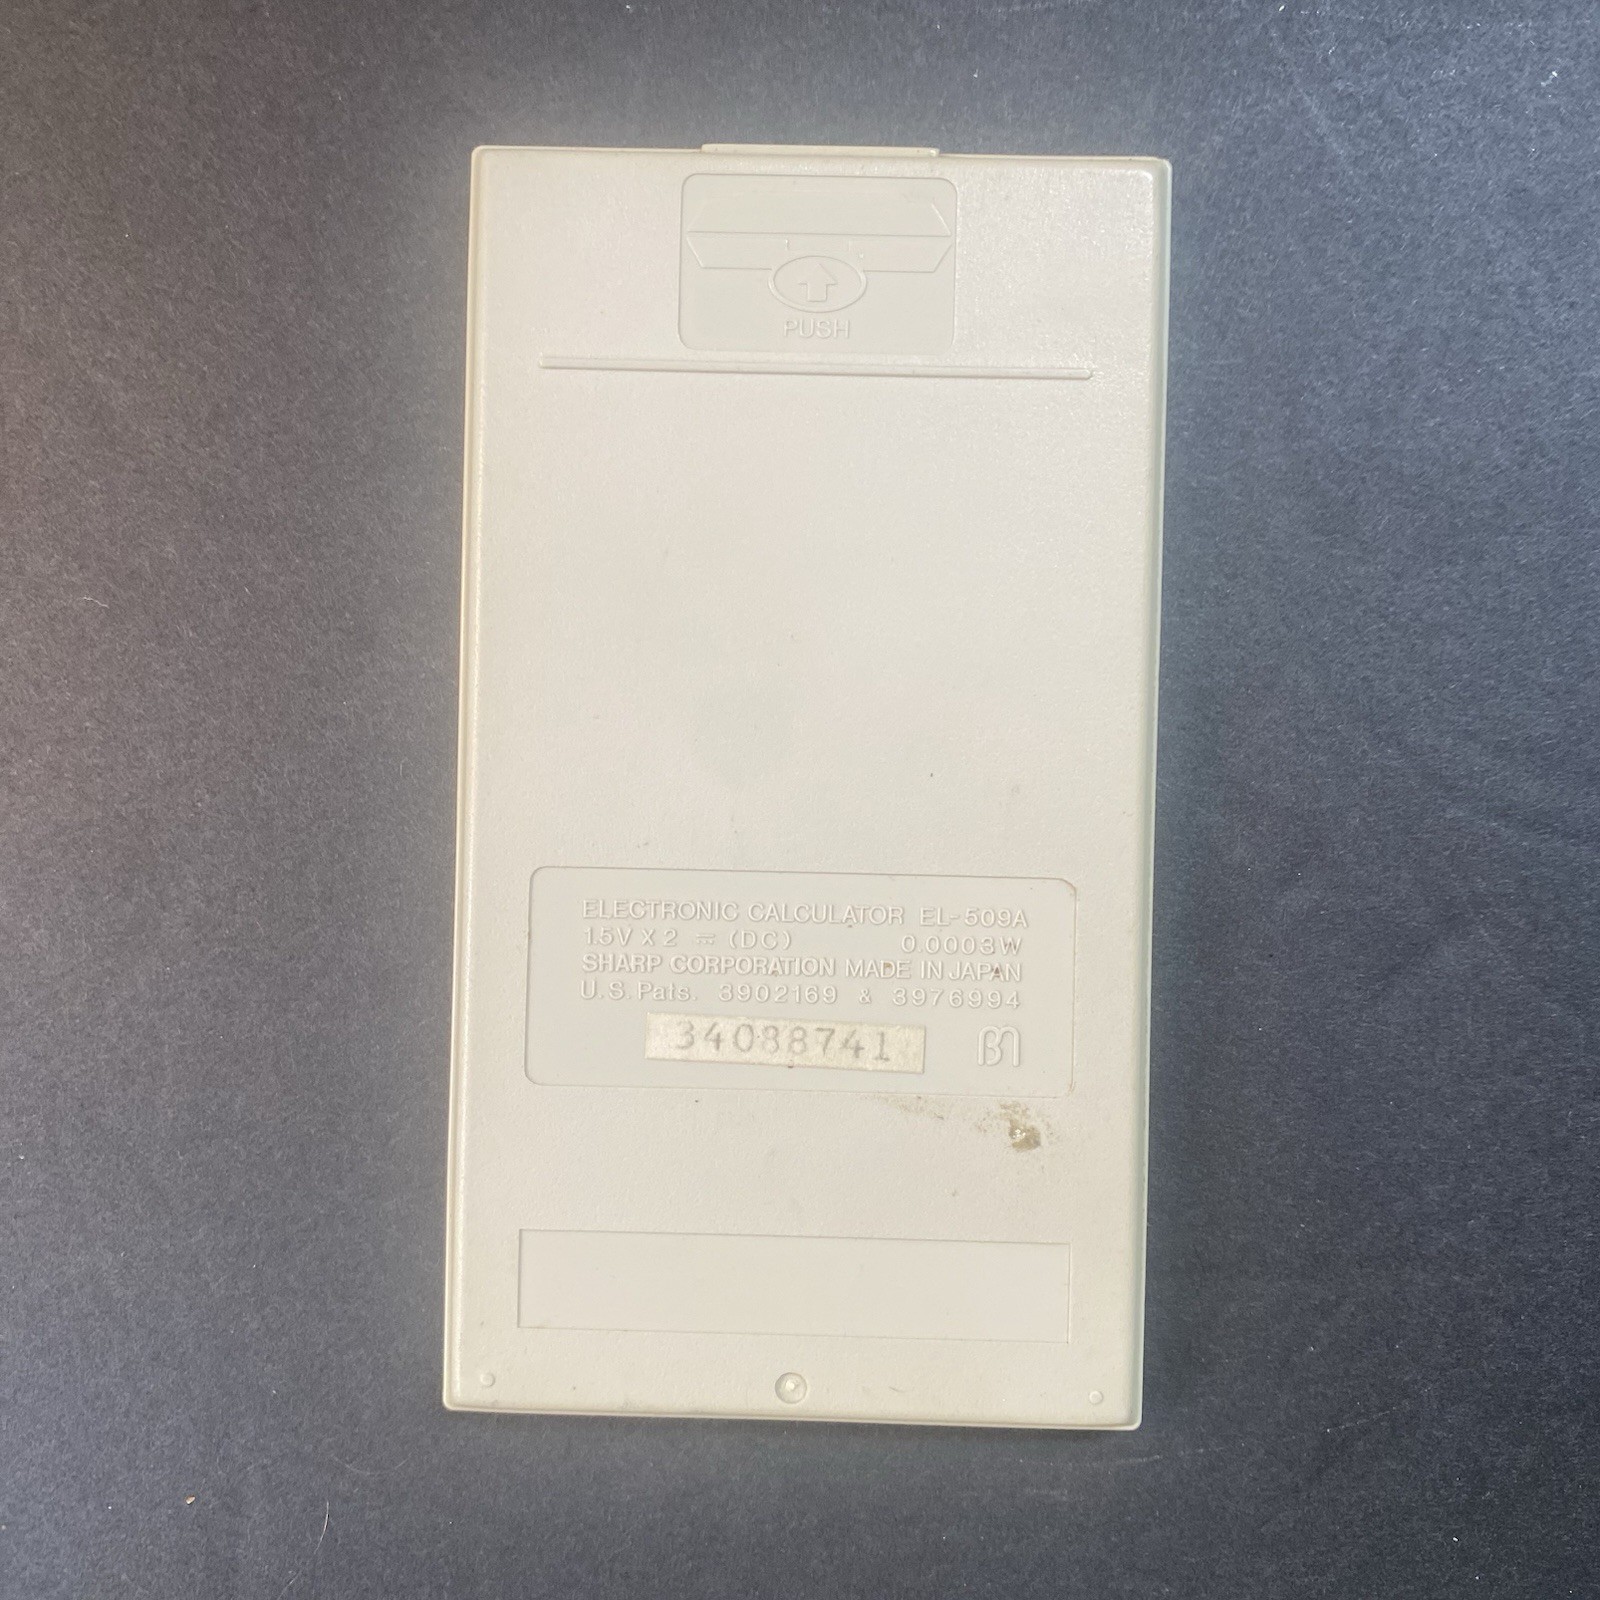 PUSH
ELECTRONIC CALCULATOR EL-509A
1.5V X 2 ⎓ (DC) 0.0003W
SHARP CORPORATION MADE IN JAPAN
U.S. Pats. 3902169 & 3976994
34088741